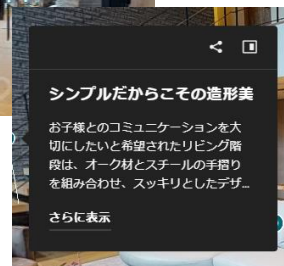 シンプルだからこその造形美
お子様とのコミュニケーションを大
切にしたいと希望されたリビング階
段は、オーク材とスチールの手摺り
を組み合わせ、スッキリとしたデザ...
さらに表示